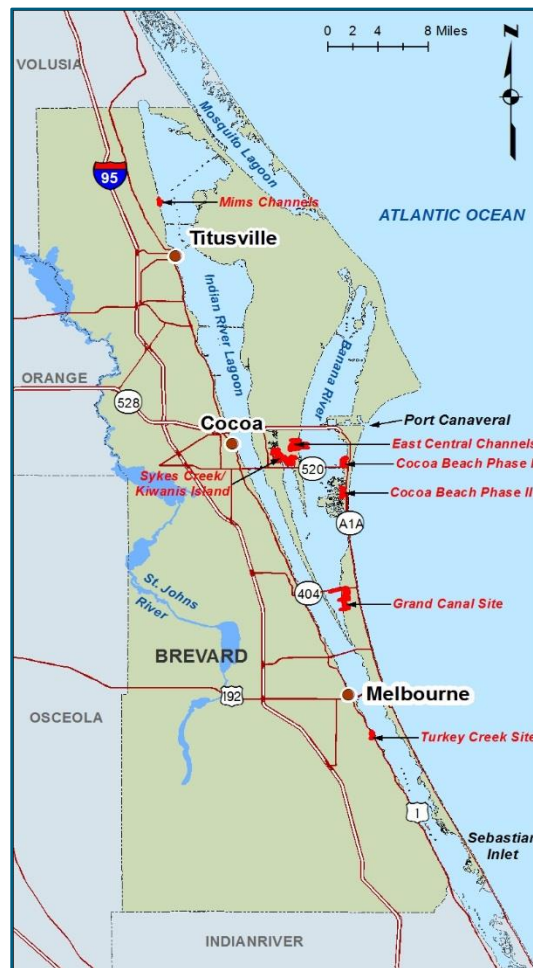 0 2 4 8 Miles
VOLUSIA
N
Mosquito Lagoon
95
Mims Channels
ATLANTIC OCEAN
Titusville
Indian River Lagoon
Banana River
ORANGE
528
Port Canaveral
Cocoa
East Central Channels
520
Cocoa Beach Phase I
Sykes Creek/
Kiwanis Island
Cocoa Beach Phase II
A1A
St. Johns
River
404
Grand Canal Site
BREVARD
192
Melbourne
OSCEOLA
Turkey Creek Site
1
Sebastian
Inlet
INDIANRIVER